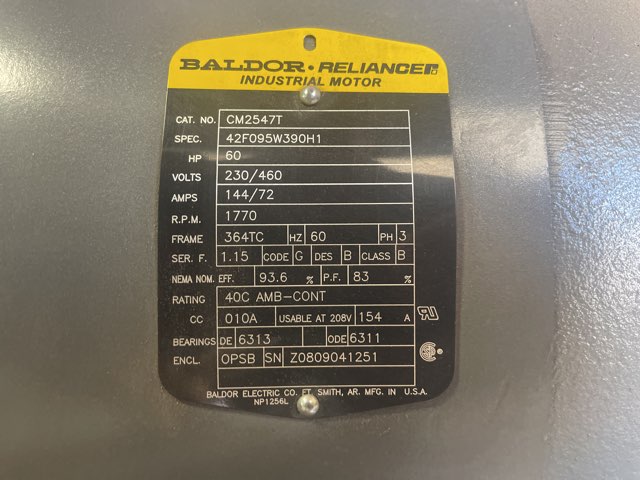 BALDOR • RELIANCE
INDUSTRIAL MOTOR
CAT. NO. CM2547T
SPEC. 42F095W390H1
HP 60
VOLTS 230/460
AMPS 144/72
R.P.M. 1770
FRAME 364TC HZ 60 PH 3
SER. F. 1.15 CODE G DES B CLASS B
NEMA NOM. EFF. 93.6 % P.F. 83 %
RATING 40C AMB-CONT
CC 010A USABLE AT 208V 154 A
BEARINGS DE 6313 ODE 6311
ENCL. OPSB SN Z0809041251
BALDOR ELECTRIC CO. FT. SMITH, AR. MFG. IN U.S.A.
NP1256L